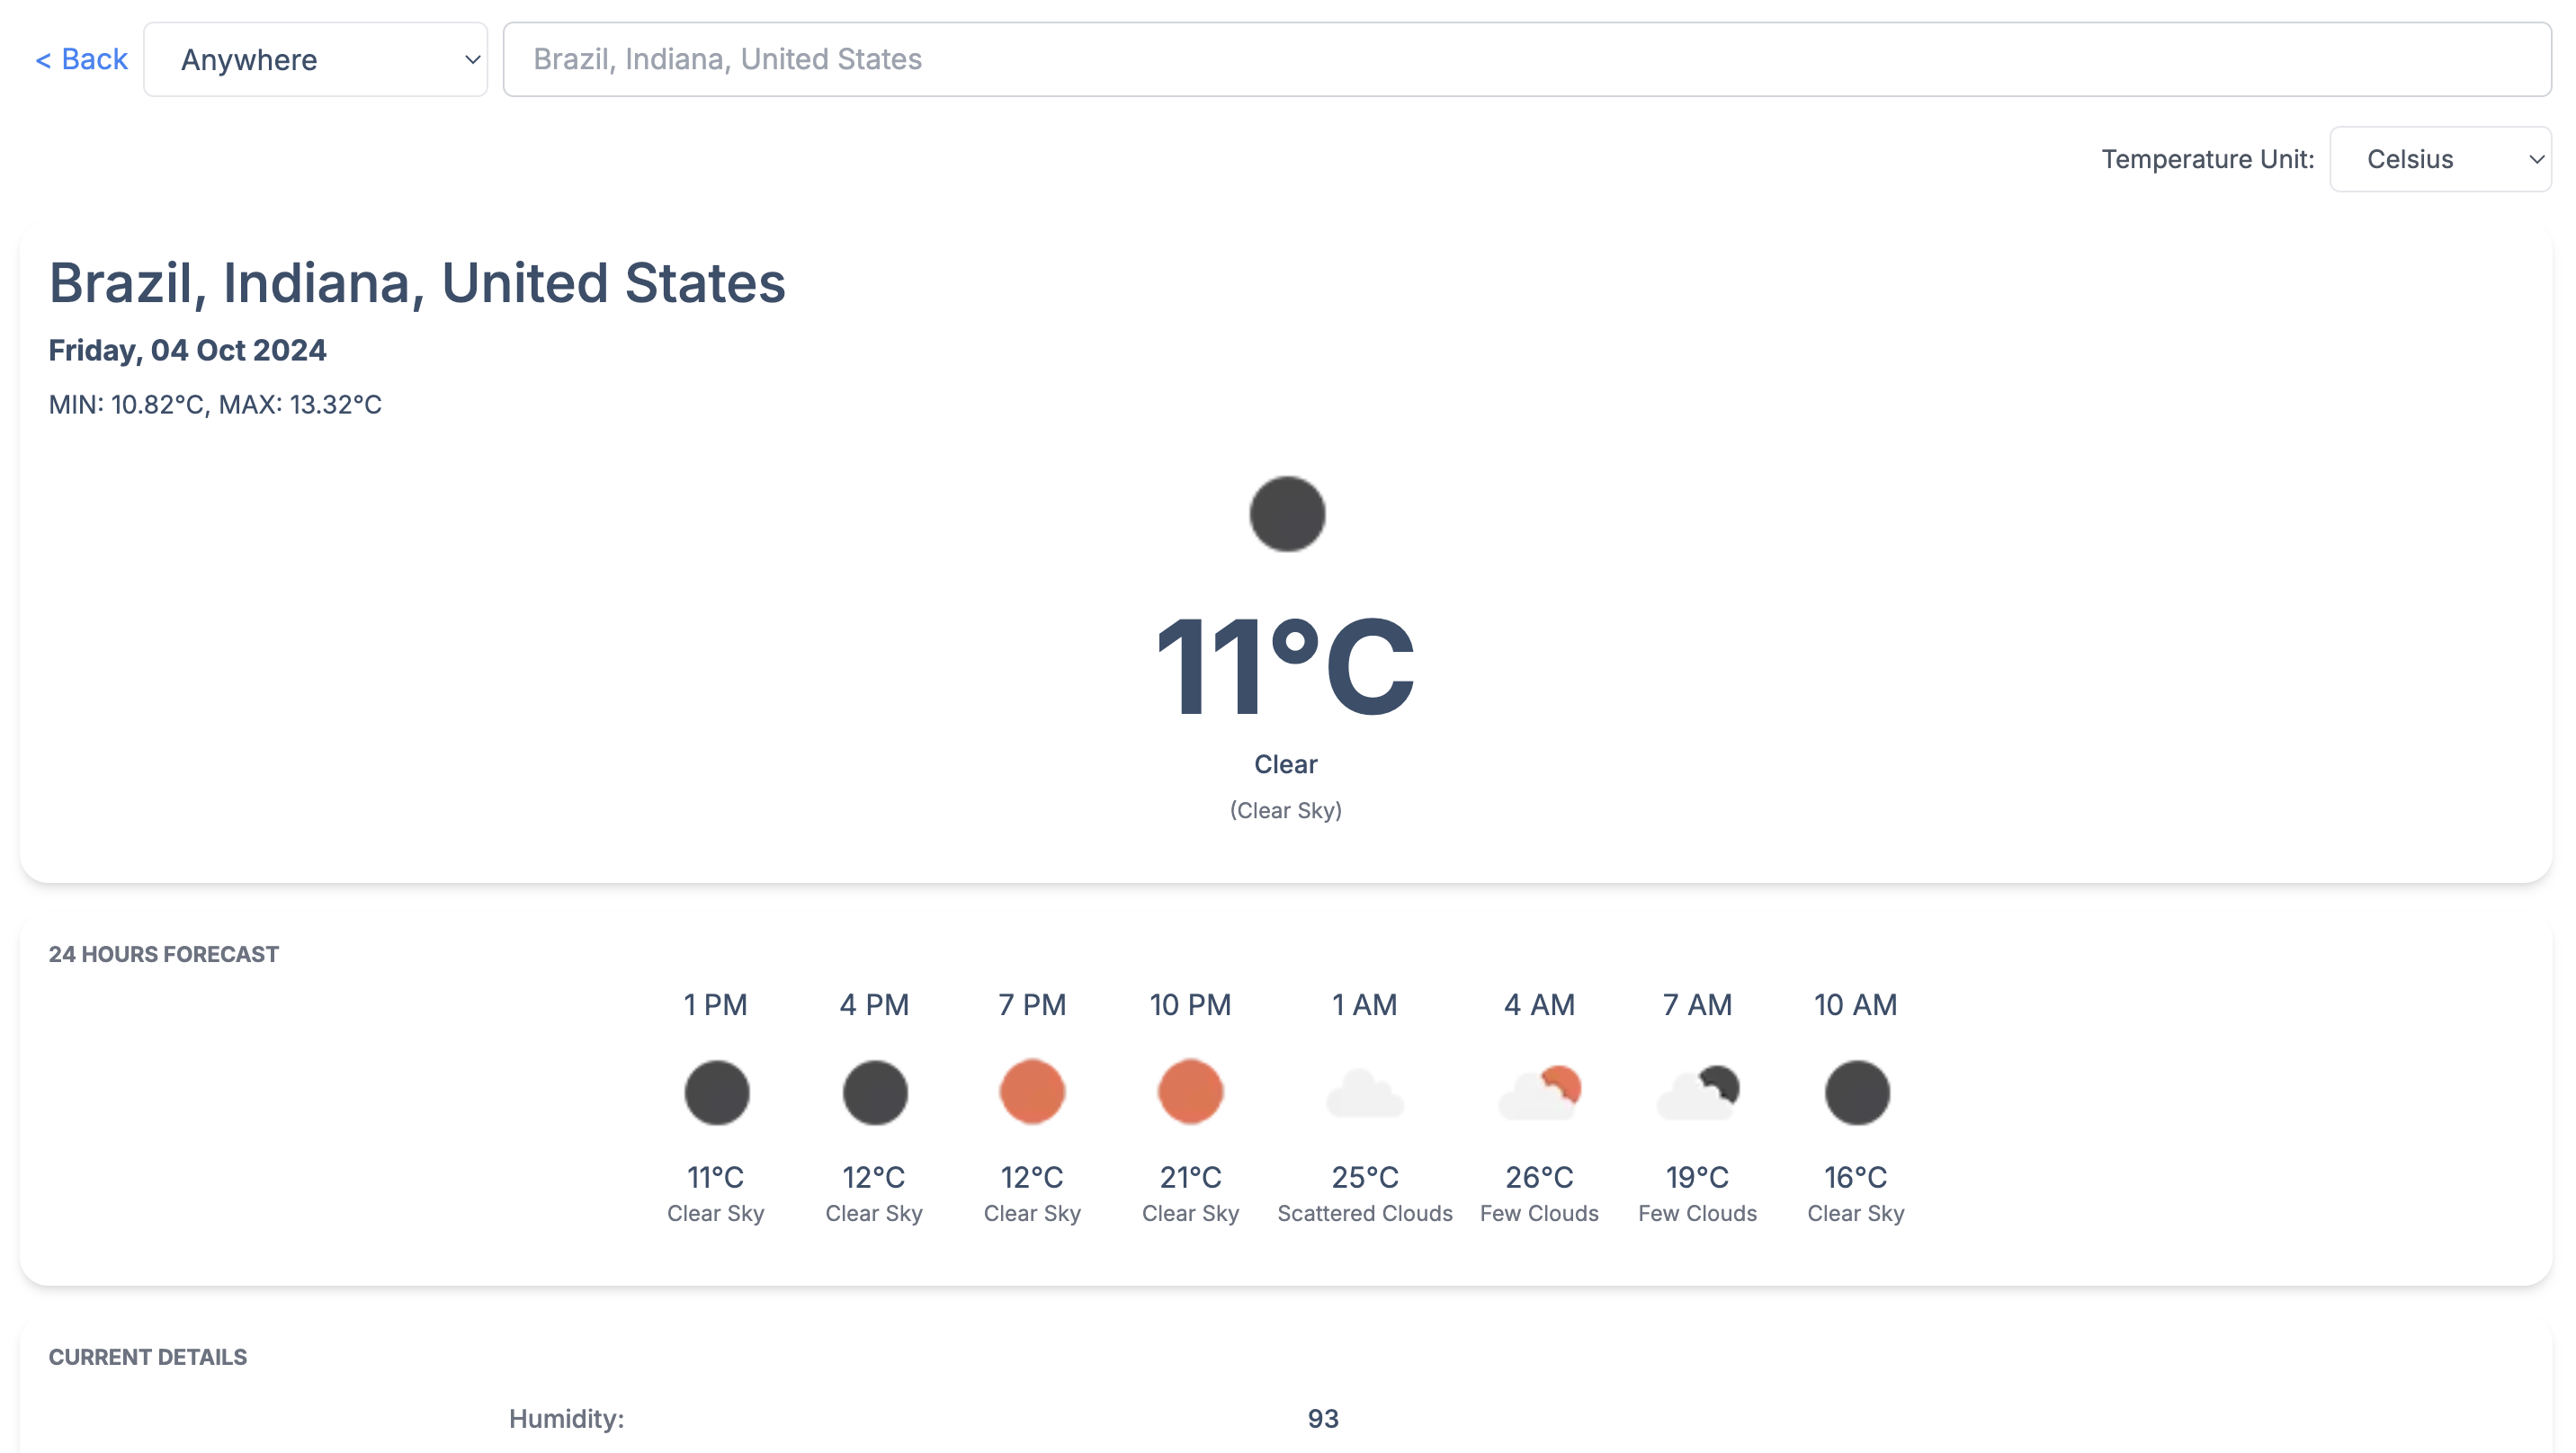 < Back Anywhere Brazil, Indiana, United States
Temperature Unit: Celsius
Brazil, Indiana, United States
Friday, 04 Oct 2024
MIN: 10.82°C, MAX: 13.32°C
11°C
Clear
(Clear Sky)
24 HOURS FORECAST
1 PM 4 PM 7 PM 10 PM 1 AM 4 AM 7 AM 10 AM
11°C 12°C 12°C 21°C 25°C 26°C 19°C 16°C
Clear Sky Clear Sky Clear Sky Clear Sky Scattered Clouds Few Clouds Few Clouds Clear Sky
CURRENT DETAILS
Humidity: 93